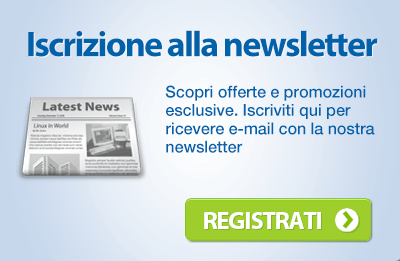 Iscrizione alla newsletter
Scopri offerte e promozioni
esclusive. Iscriviti qui per
ricevere e-mail con la nostra
newsletter
Latest News
Linux in World
REGISTRATI